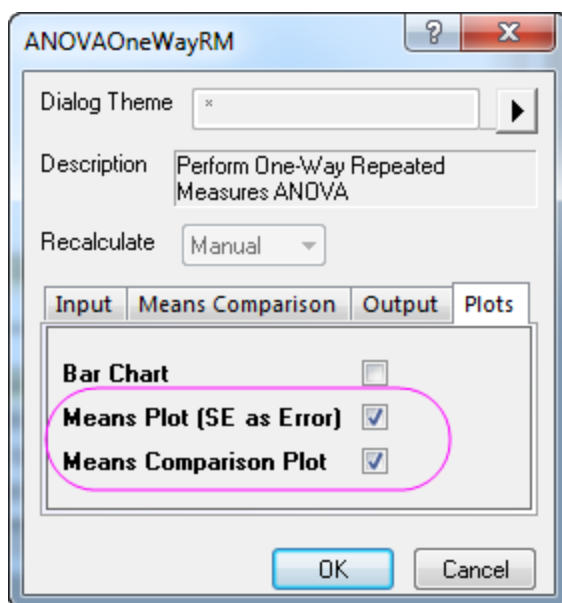 ANOVAOneWayRM
Dialog Theme *
Description Perform One-Way Repeated
Measures ANOVA
Recalculate Manual
Input Means Comparison Output Plots
Bar Chart
Means Plot (SE as Error)
Means Comparison Plot
OK Cancel